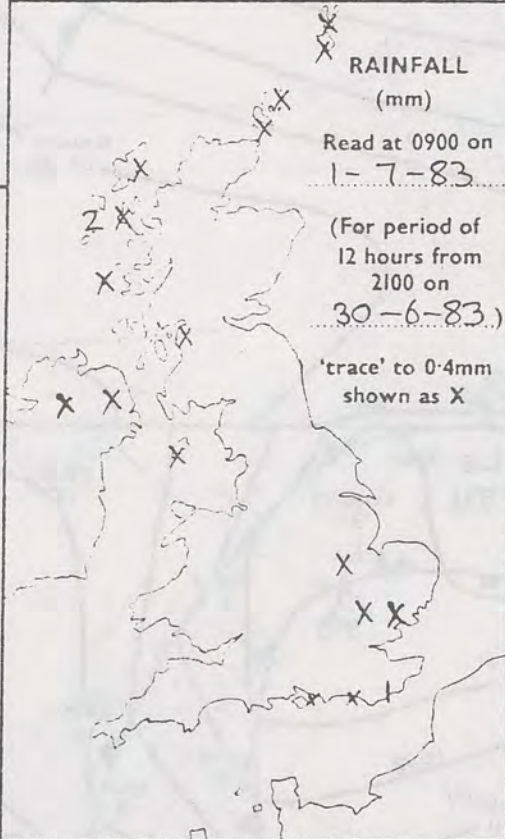 RAINFALL
(mm)
Read at 0900 on
1-7-83
(For period of
12 hours from
2100 on
30-6-83)
'trace' to 0·4mm
shown as X
X
X
X
X
X
2 X
X
X
X X
X
X
X X
x x 1